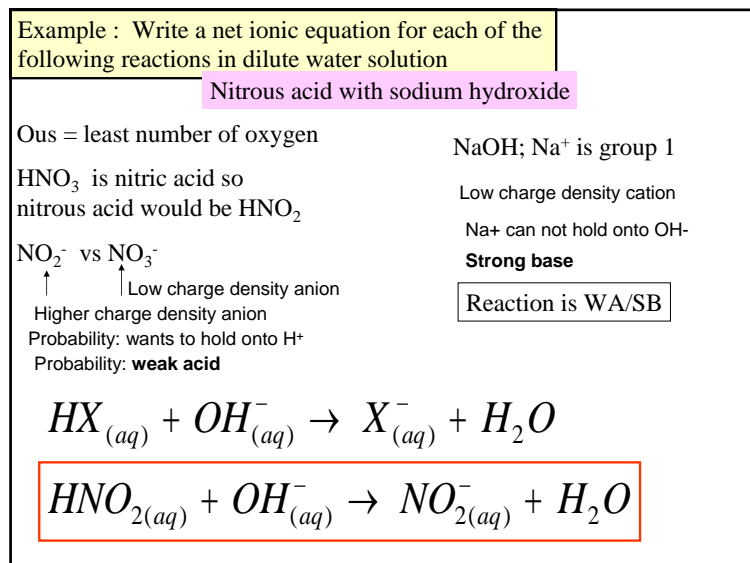 Example : Write a net ionic equation for each of the
following reactions in dilute water solution
Nitrous acid with sodium hydroxide
Ous = least number of oxygen
HNO₃ is nitric acid so
nitrous acid would be HNO₂
NO₂⁻ vs NO₃⁻
Low charge density anion
Higher charge density anion
Probability: wants to hold onto H⁺
Probability: weak acid
NaOH; Na⁺ is group 1
Low charge density cation
Na+ can not hold onto OH-
Strong base
Reaction is WA/SB
HX(aq) + OH⁻(aq) → X⁻(aq) + H₂O
HNO₂(aq) + OH⁻(aq) → NO₂⁻(aq) + H₂O